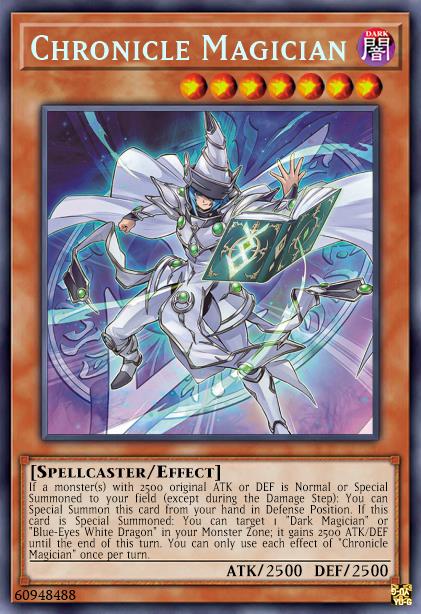 CHRONICLE MAGICIAN
DARK
闇
[SPELLCASTER/EFFECT]
If a monster(s) with 2500 original ATK or DEF is Normal or Special
Summoned to your field (except during the Damage Step): You can
Special Summon this card from your hand in Defense Position. If this
card is Special Summoned: You can target 1 "Dark Magician" or
"Blue-Eyes White Dragon" in your Monster Zone; it gains 2500 ATK/DEF
until the end of this turn. You can only use each effect of "Chronicle
Magician" once per turn.
ATK/2500 DEF/2500
60948488